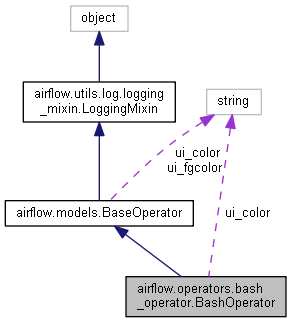 object
airflow.utils.log.logging
_mixin.LoggingMixin
string
ui_color
ui_fgcolor
airflow.models.BaseOperator
ui_color
airflow.operators.bash
_operator.BashOperator